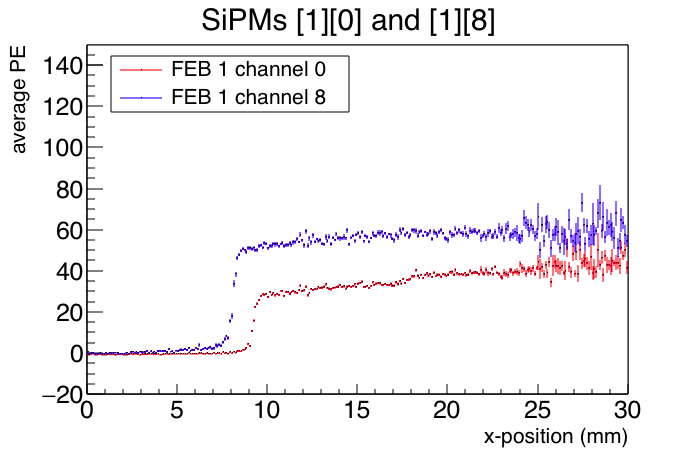 SiPMs [1][0] and [1][8]
average PE
FEB 1 channel 0
FEB 1 channel 8
140
120
100
80
60
40
20
0
−20
0 5 10 15 20 25 30
x-position (mm)